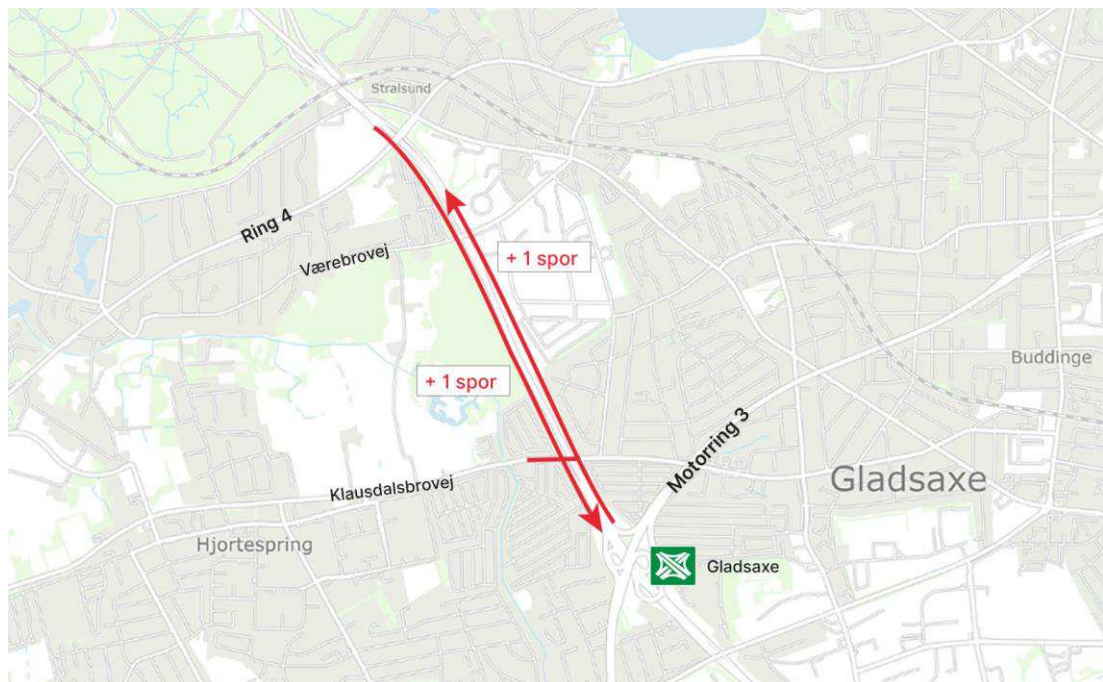 Stralsund
Ring 4
Værebrovej
+ 1 spor
+ 1 spor
Buddinge
Motorring 3
Gladsaxe
Klausdalsbrovej
Hjortespring
Gladsaxe